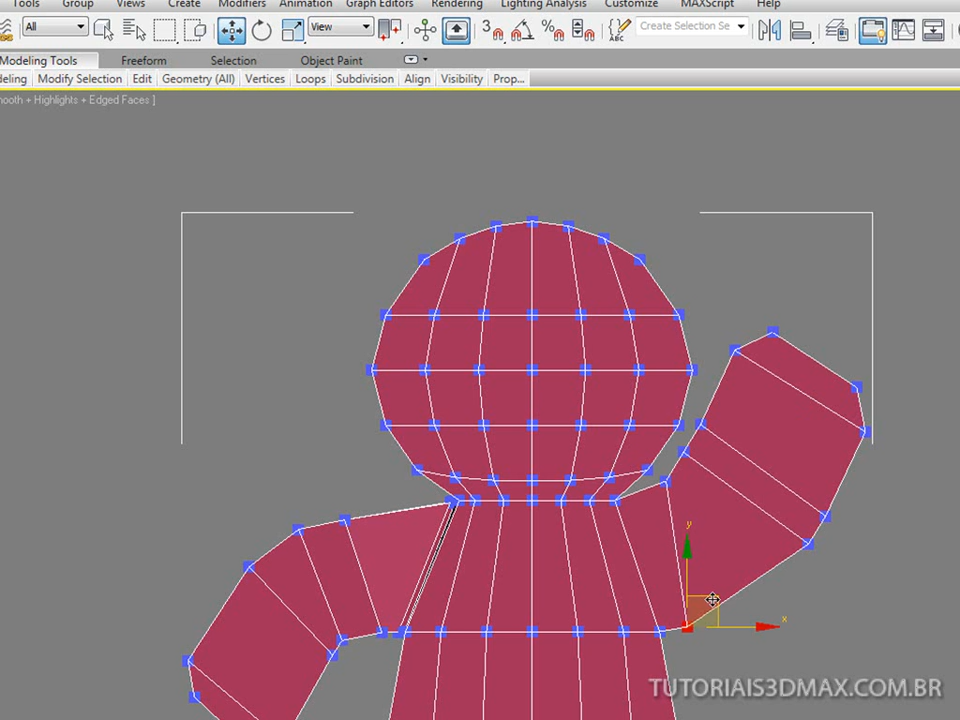 Tools Group Views Create Modifiers Animation Graph Editors Rendering Lighting Analysis Customize MAXScript Help
All View 3 % ABC Create Selection Se
Modeling Tools Freeform Selection Object Paint
deling Modify Selection Edit Geometry (All) Vertices Loops Subdivision Align Visibility Prop...
ooth + Highlights + Edged Faces ]
y
x
TUTORIAIS3DMAX.COM.BR